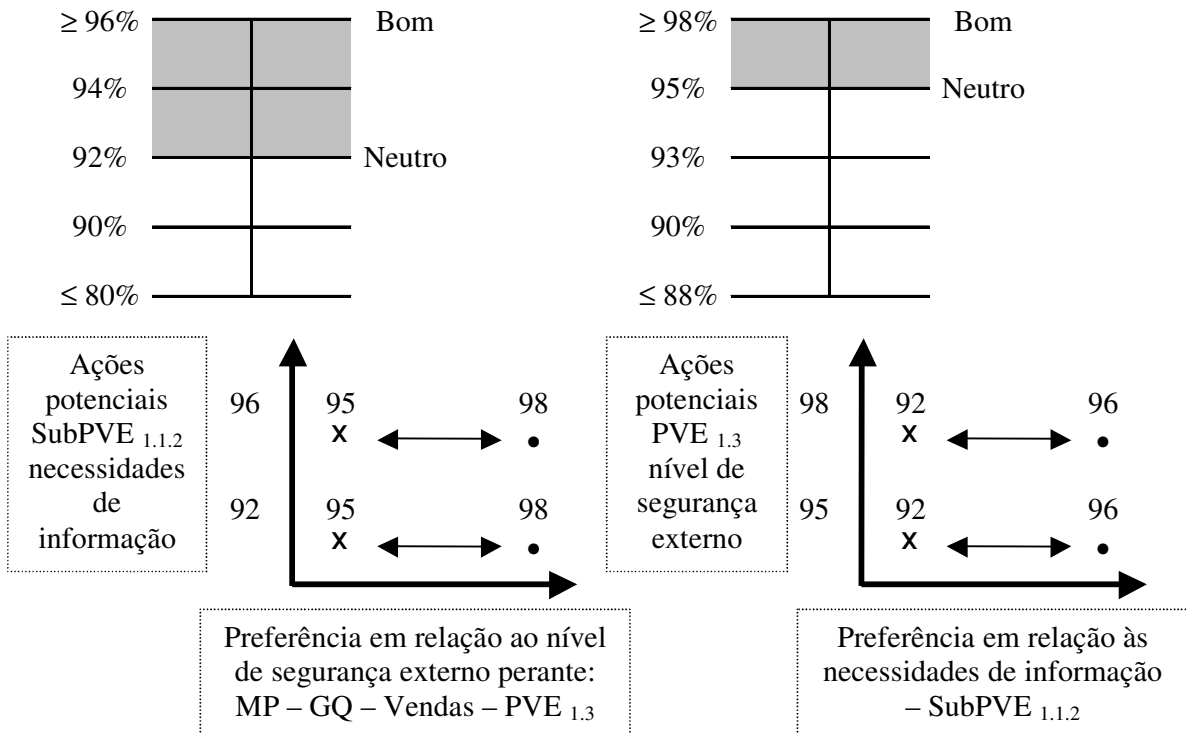 ≥ 96% Bom
94%
92% Neutro
90%
≤ 80%
≥ 98% Bom
95% Neutro
93%
90%
≤ 88%
Ações
potenciais
SubPVE 1.1.2
necessidades
de
informação
96 95 98
x
92 95 98
x
Preferência em relação ao nível
de segurança externo perante:
MP – GQ – Vendas – PVE 1.3
Ações
potenciais
PVE 1.3
nível de
segurança
externo
98 92 96
x
95 92 96
x
Preferência em relação às
necessidades de informação
– SubPVE 1.1.2